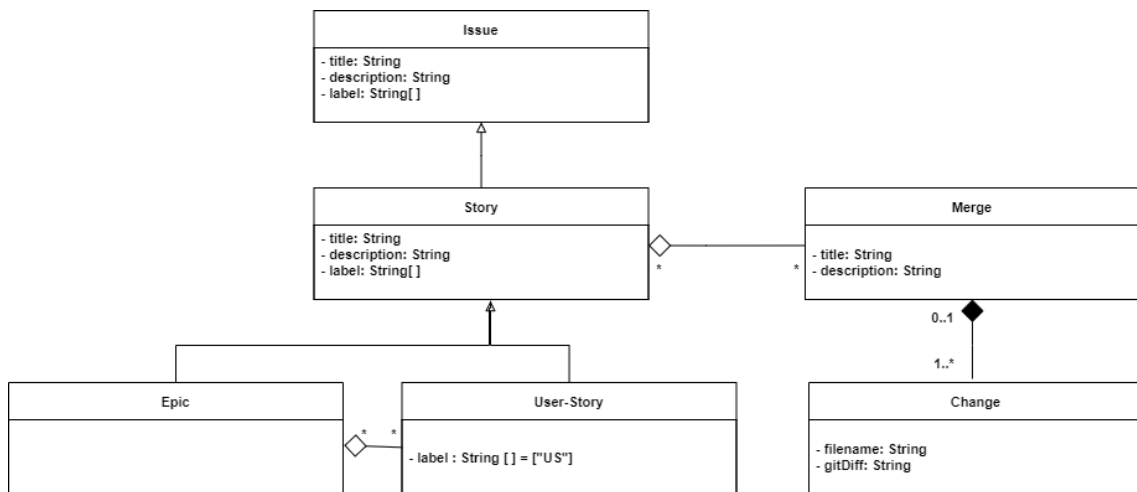 Issue
- title: String
- description: String
- label: String[ ]
Story
- title: String
- description: String
- label: String[ ]
*
*
Merge
- title: String
- description: String
0..1
1..*
Epic
*
*
User-Story
- label : String [ ] = ["US"]
Change
- filename: String
- gitDiff: String